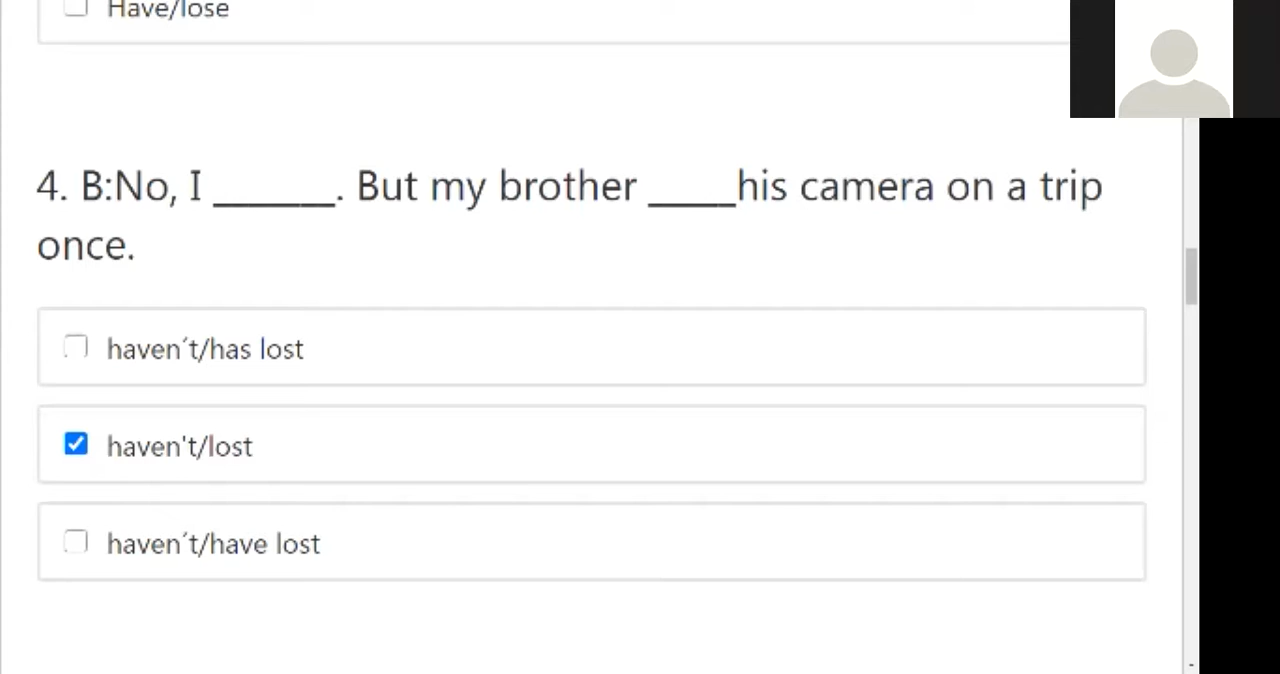 Have/lose
4. B:No, I _______. But my brother _____his camera on a trip
once.
haven´t/has lost
haven't/lost
haven´t/have lost